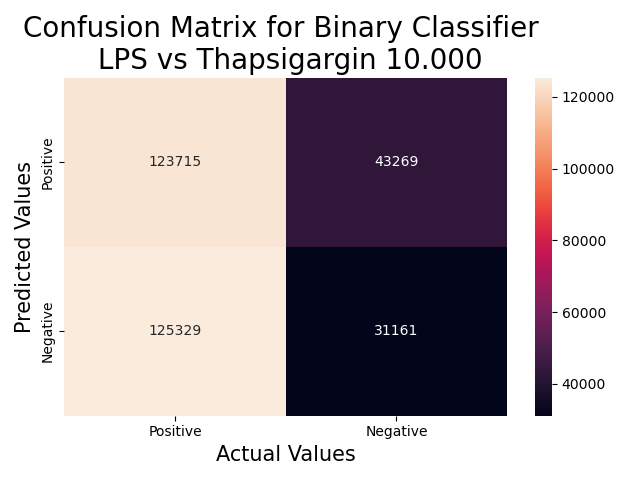 Confusion Matrix for Binary Classifier
LPS vs Thapsigargin 10.000
Predicted Values
Positive
Negative
123715
43269
125329
31161
Positive
Negative
Actual Values
120000
100000
80000
60000
40000